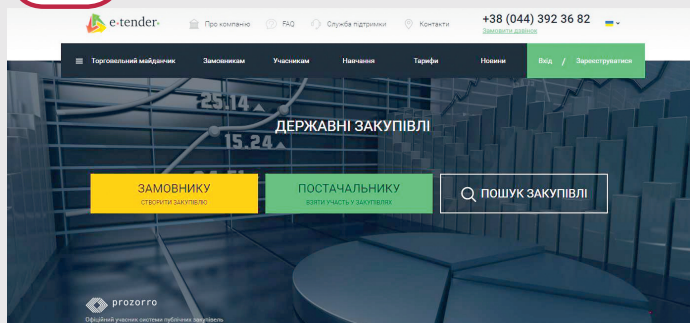 e-tender
Про компанію
FAQ
Служба підтримки
Контакти
+38 (044) 392 36 82
Замовити дзвінок
Торговельний майданчик
Замовникам
Учасникам
Навчання
Тарифи
Новини
Вхід / Зареєструватися
25.14
15.24
ДЕРЖАВНІ ЗАКУПІВЛІ
ЗАМОВНИКУ
СТВОРИТИ ЗАКУПІВЛЮ
ПОСТАЧАЛЬНИКУ
ВЗЯТИ УЧАСТЬ У ЗАКУПІВЛЯХ
ПОШУК ЗАКУПІВЛІ
prozorro
Офіційний учасник системи публічних закупівель